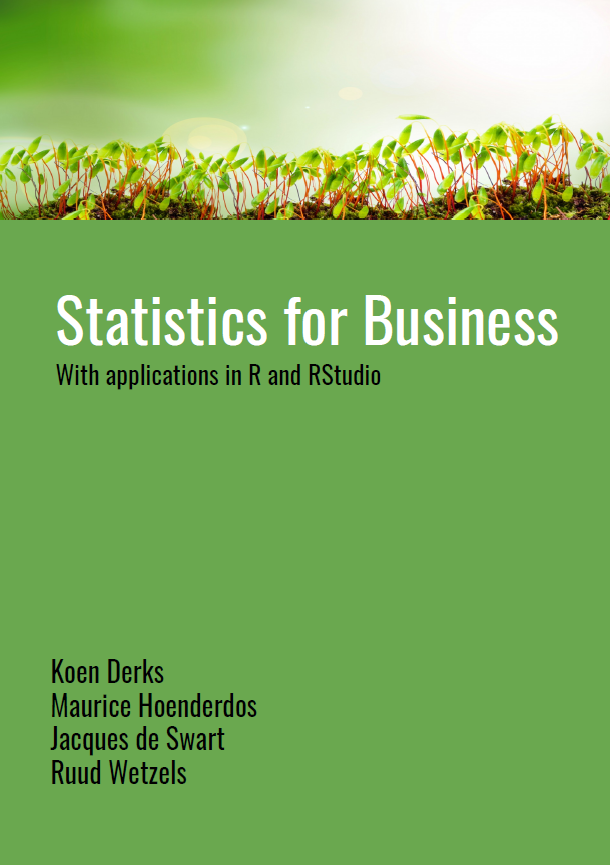 Statistics for Business
With applications in R and RStudio
Koen Derks
Maurice Hoenderdos
Jacques de Swart
Ruud Wetzels